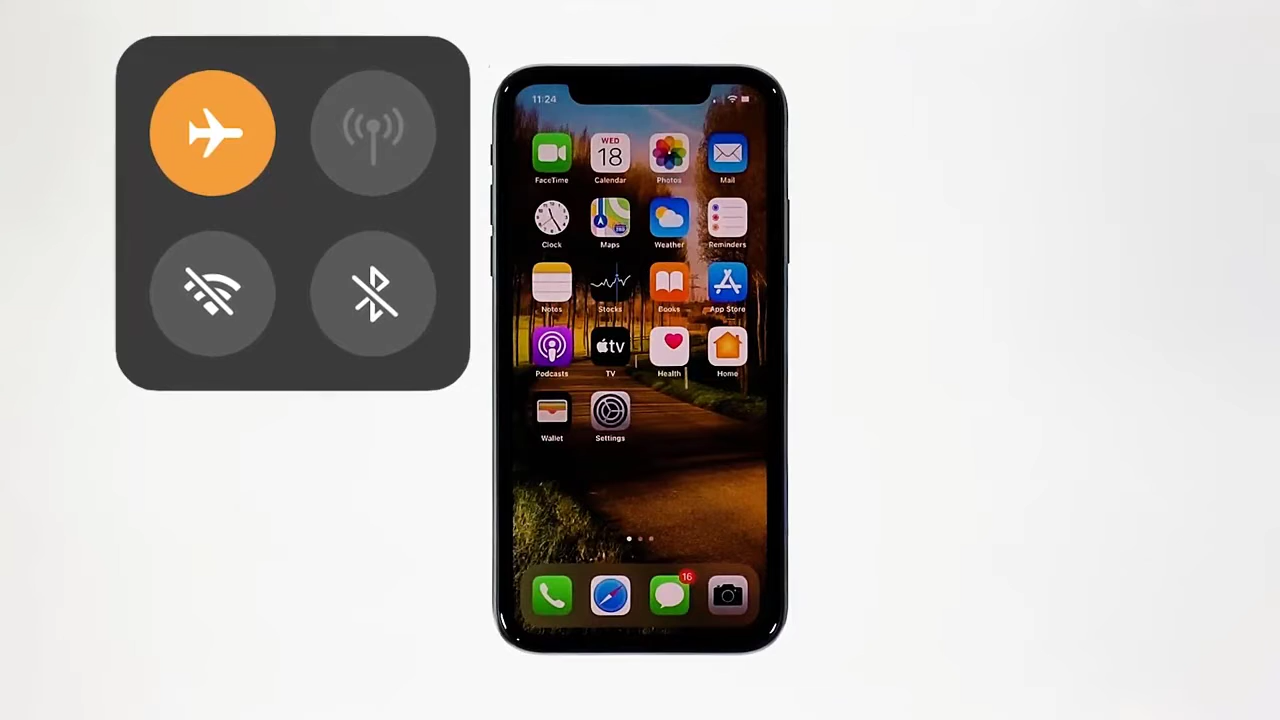 11:24
WED
18
FaceTime Calendar Photos Mail
Clock Maps Weather Reminders
Notes Stocks Books App Store
tv
Podcasts TV Health Home
Wallet Settings
16